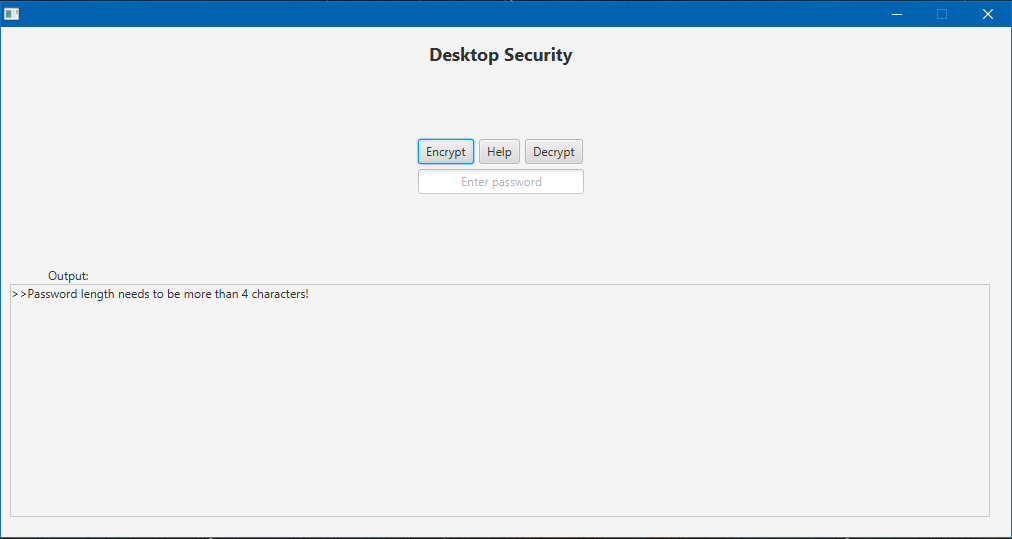 Desktop Security
Encrypt Help Decrypt
Enter password
Output:
>>Password length needs to be more than 4 characters!